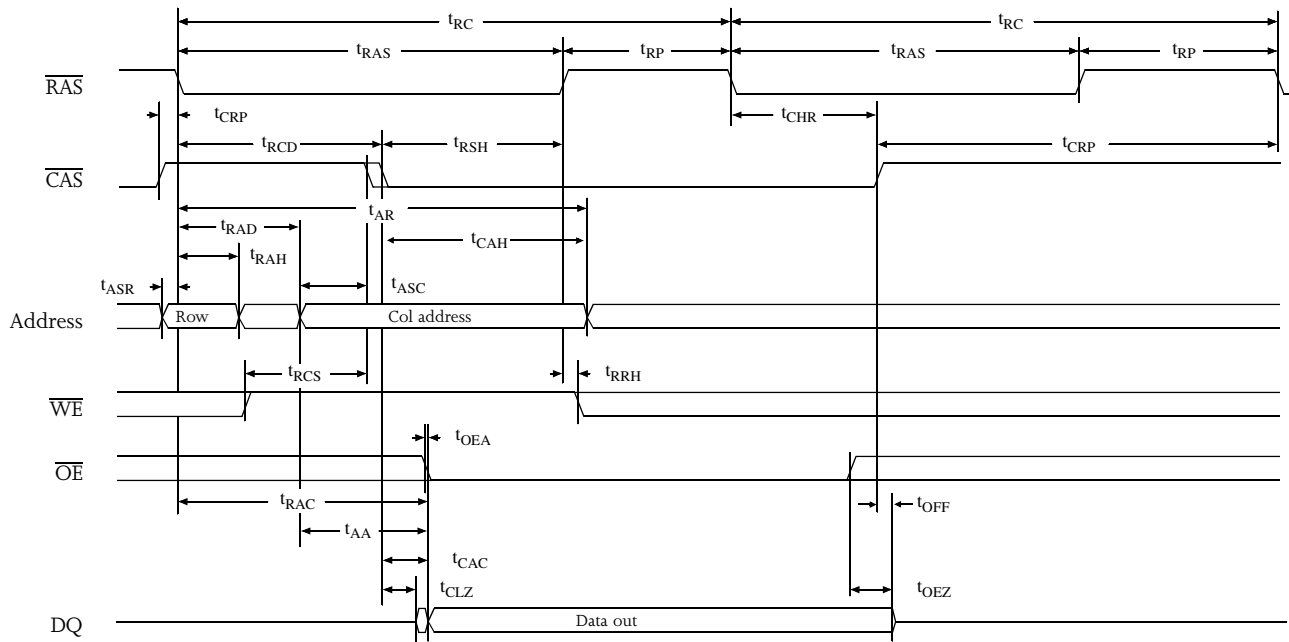 tRC tRC
tRAS tRP tRAS tRP
RAS
tCRP tCHR
tRCD tRSH tCRP
CAS
tAR
tRAD
tCAH
tRAH
tASR tASC
Address Row Col address
tRCS tRRH
WE
tOEA
OE
tRAC tOFF
tAA
tCAC
tCLZ tOEZ
DQ Data out